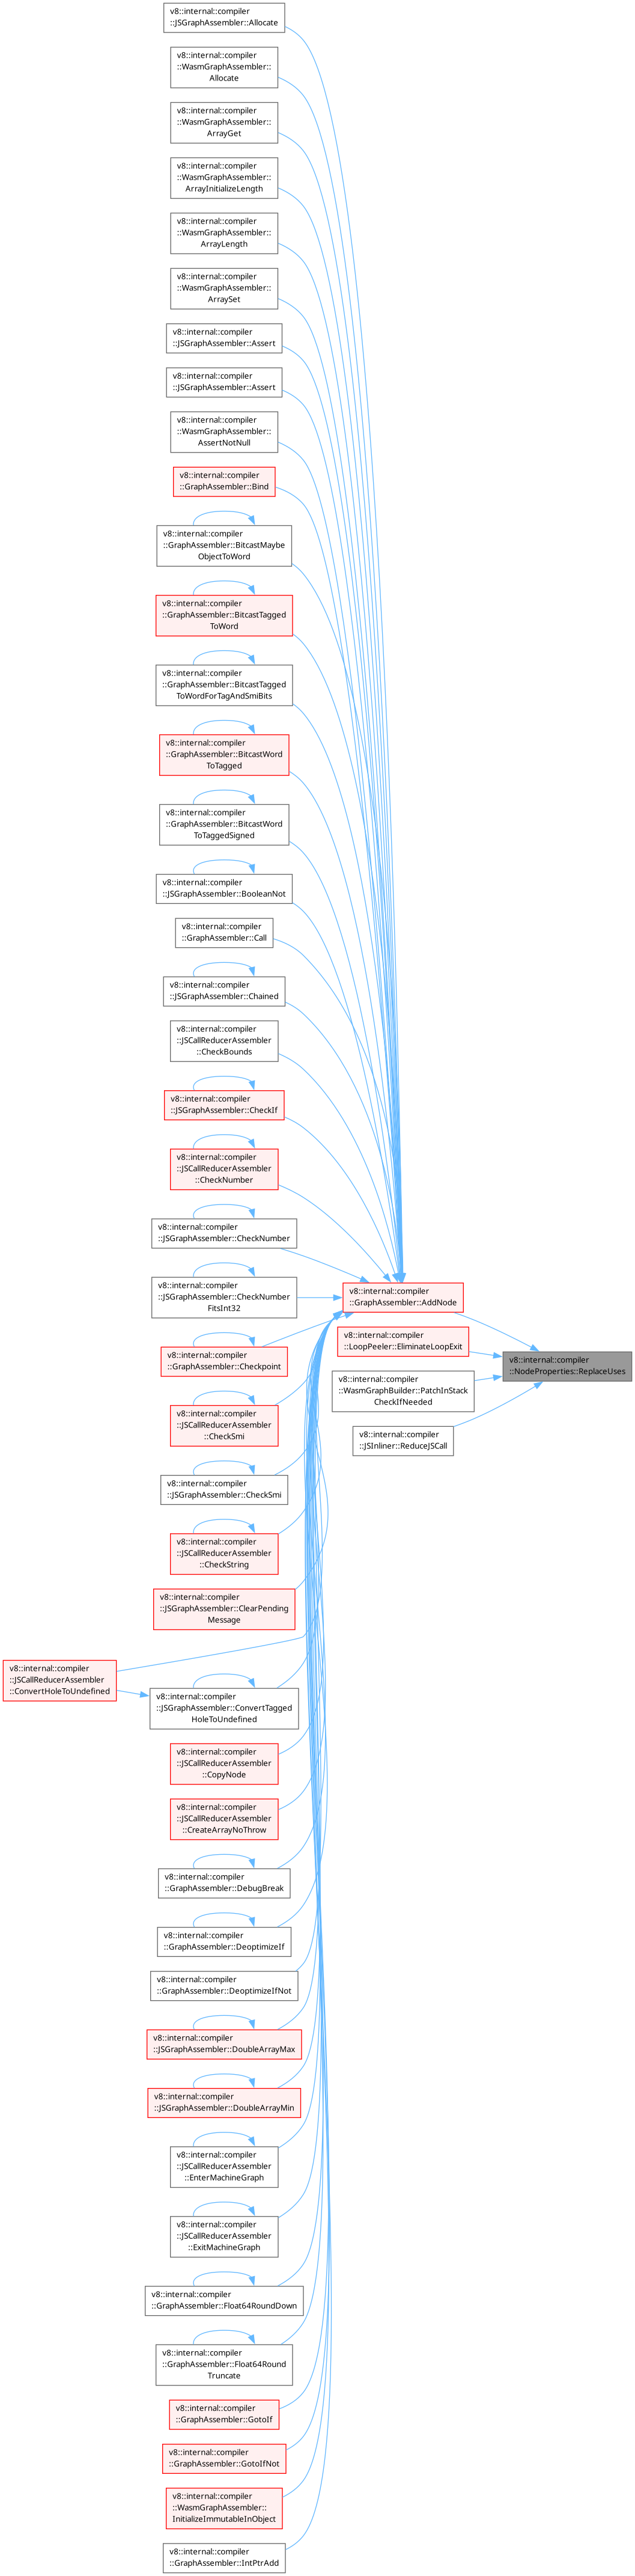 v8::internal::compiler
::JSGraphAssembler::Allocate
v8::internal::compiler
::WasmGraphAssembler::
Allocate
v8::internal::compiler
::WasmGraphAssembler::
ArrayGet
v8::internal::compiler
::WasmGraphAssembler::
ArrayInitializeLength
v8::internal::compiler
::WasmGraphAssembler::
ArrayLength
v8::internal::compiler
::WasmGraphAssembler::
ArraySet
v8::internal::compiler
::JSGraphAssembler::Assert
v8::internal::compiler
::JSGraphAssembler::Assert
v8::internal::compiler
::WasmGraphAssembler::
AssertNotNull
v8::internal::compiler
::GraphAssembler::Bind
v8::internal::compiler
::GraphAssembler::BitcastMaybe
ObjectToWord
v8::internal::compiler
::GraphAssembler::BitcastTagged
ToWord
v8::internal::compiler
::GraphAssembler::BitcastTagged
ToWordForTagAndSmiBits
v8::internal::compiler
::GraphAssembler::BitcastWord
ToTagged
v8::internal::compiler
::GraphAssembler::BitcastWord
ToTaggedSigned
v8::internal::compiler
::JSGraphAssembler::BooleanNot
v8::internal::compiler
::GraphAssembler::Call
v8::internal::compiler
::JSGraphAssembler::Chained
v8::internal::compiler
::JSCallReducerAssembler
::CheckBounds
v8::internal::compiler
::JSGraphAssembler::CheckIf
v8::internal::compiler
::JSCallReducerAssembler
::CheckNumber
v8::internal::compiler
::JSGraphAssembler::CheckNumber
v8::internal::compiler
::JSGraphAssembler::CheckNumber
FitsInt32
v8::internal::compiler
::GraphAssembler::AddNode
v8::internal::compiler
::LoopPeeler::EliminateLoopExit
v8::internal::compiler
::NodeProperties::ReplaceUses
v8::internal::compiler
::GraphAssembler::Checkpoint
v8::internal::compiler
::WasmGraphBuilder::PatchInStack
CheckIfNeeded
v8::internal::compiler
::JSCallReducerAssembler
::CheckSmi
v8::internal::compiler
::JSInliner::ReduceJSCall
v8::internal::compiler
::JSGraphAssembler::CheckSmi
v8::internal::compiler
::JSCallReducerAssembler
::CheckString
v8::internal::compiler
::JSGraphAssembler::ClearPending
Message
v8::internal::compiler
::JSCallReducerAssembler
::ConvertHoleToUndefined
v8::internal::compiler
::JSGraphAssembler::ConvertTagged
HoleToUndefined
v8::internal::compiler
::JSCallReducerAssembler
::CopyNode
v8::internal::compiler
::JSCallReducerAssembler
::CreateArrayNoThrow
v8::internal::compiler
::GraphAssembler::DebugBreak
v8::internal::compiler
::GraphAssembler::DeoptimizeIf
v8::internal::compiler
::GraphAssembler::DeoptimizeIfNot
v8::internal::compiler
::JSGraphAssembler::DoubleArrayMax
v8::internal::compiler
::JSGraphAssembler::DoubleArrayMin
v8::internal::compiler
::JSCallReducerAssembler
::EnterMachineGraph
v8::internal::compiler
::JSCallReducerAssembler
::ExitMachineGraph
v8::internal::compiler
::GraphAssembler::Float64RoundDown
v8::internal::compiler
::GraphAssembler::Float64Round
Truncate
v8::internal::compiler
::GraphAssembler::GotoIf
v8::internal::compiler
::GraphAssembler::GotoIfNot
v8::internal::compiler
::WasmGraphAssembler::
InitializeImmutableInObject
v8::internal::compiler
::GraphAssembler::IntPtrAdd